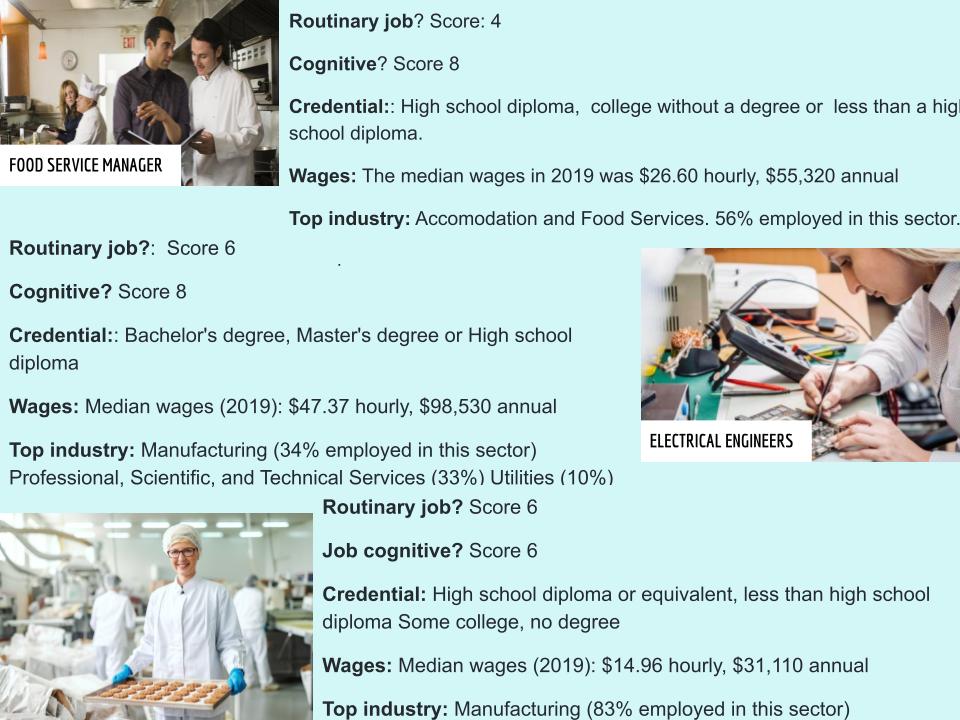 Routinary job? Score: 4
Cognitive? Score 8
Credential:: High school diploma,  college without a degree or  less than a hig
school diploma.
Wages: The median wages in 2019 was $26.60 hourly, $55,320 annual
Top industry: Accomodation and Food Services. 56% employed in this sector.
FOOD SERVICE MANAGER
Routinary job?:  Score 6
.
Cognitive? Score 8
Credential:: Bachelor's degree, Master's degree or High school
diploma
Wages: Median wages (2019): $47.37 hourly, $98,530 annual
Top industry: Manufacturing (34% employed in this sector)
Professional, Scientific, and Technical Services (33%) Utilities (10%)
ELECTRICAL ENGINEERS
Routinary job? Score 6
Job cognitive? Score 6
Credential: High school diploma or equivalent, less than high school
diploma Some college, no degree
Wages: Median wages (2019): $14.96 hourly, $31,110 annual
Top industry: Manufacturing (83% employed in this sector)